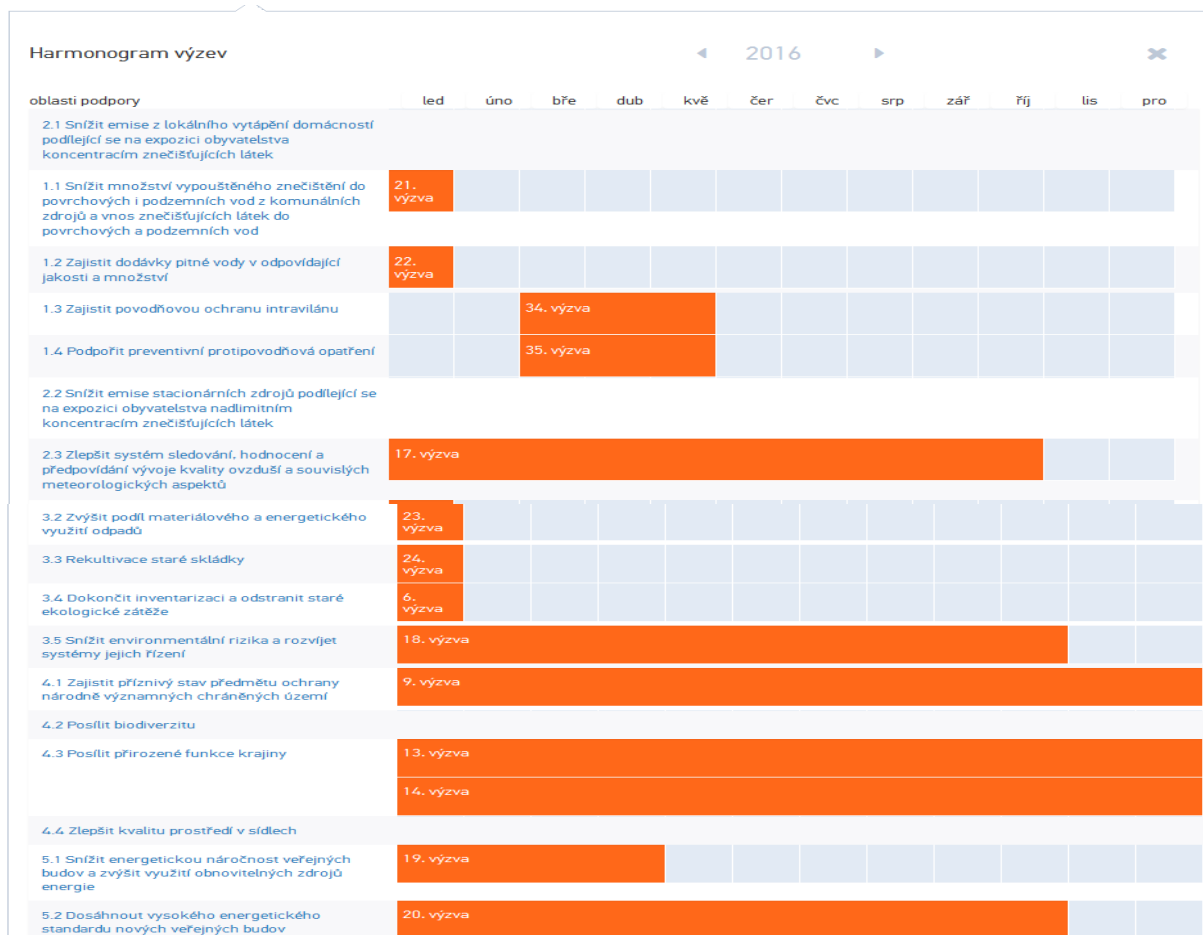 Harmonogram výzev
2016
oblasti podpory led úno bře dub kvě čer čvc srp zář říj lis pro
2.1 Snížit emise z lokálního vytápění domácností
podílející se na expozici obyvatelstva
koncentracím znečišťujících látek
1.1 Snížit množství vypouštěného znečištění do
povrchových i podzemních vod z komunálních
zdrojů a vnos znečišťujících látek do
povrchových a podzemních vod
21.
výzva
1.2 Zajistit dodávky pitné vody v odpovídající
jakosti a množství
22.
výzva
1.3 Zajistit povodňovou ochranu intravilánu
34. výzva
1.4 Podpořit preventivní protipovodňová opatření
35. výzva
2.2 Snížit emise stacionárních zdrojů podílející se
na expozici obyvatelstva nadlimitním
koncentracím znečišťujících látek
2.3 Zlepšit systém sledování, hodnocení a
předpovídání vývoje kvality ovzduší a souvislých
meteorologických aspektů
17. výzva
3.2 Zvýšit podíl materiálového a energetického
využití odpadů
23.
výzva
3.3 Rekultivace staré skládky
24.
výzva
3.4 Dokončit inventarizaci a odstranit staré
ekologické zátěže
6.
výzva
3.5 Snížit environmentální rizika a rozvíjet
systémy jejich řízení
18. výzva
4.1 Zajistit příznivý stav předmětu ochrany
národně významných chráněných území
9. výzva
4.2 Posílit biodiverzitu
4.3 Posílit přirozené funkce krajiny
13. výzva
14. výzva
4.4 Zlepšit kvalitu prostředí v sídlech
5.1 Snížit energetickou náročnost veřejných
budov a zvýšit využití obnovitelných zdrojů
energie
19. výzva
5.2 Dosáhnout vysokého energetického
standardu nových veřejných budov
20. výzva